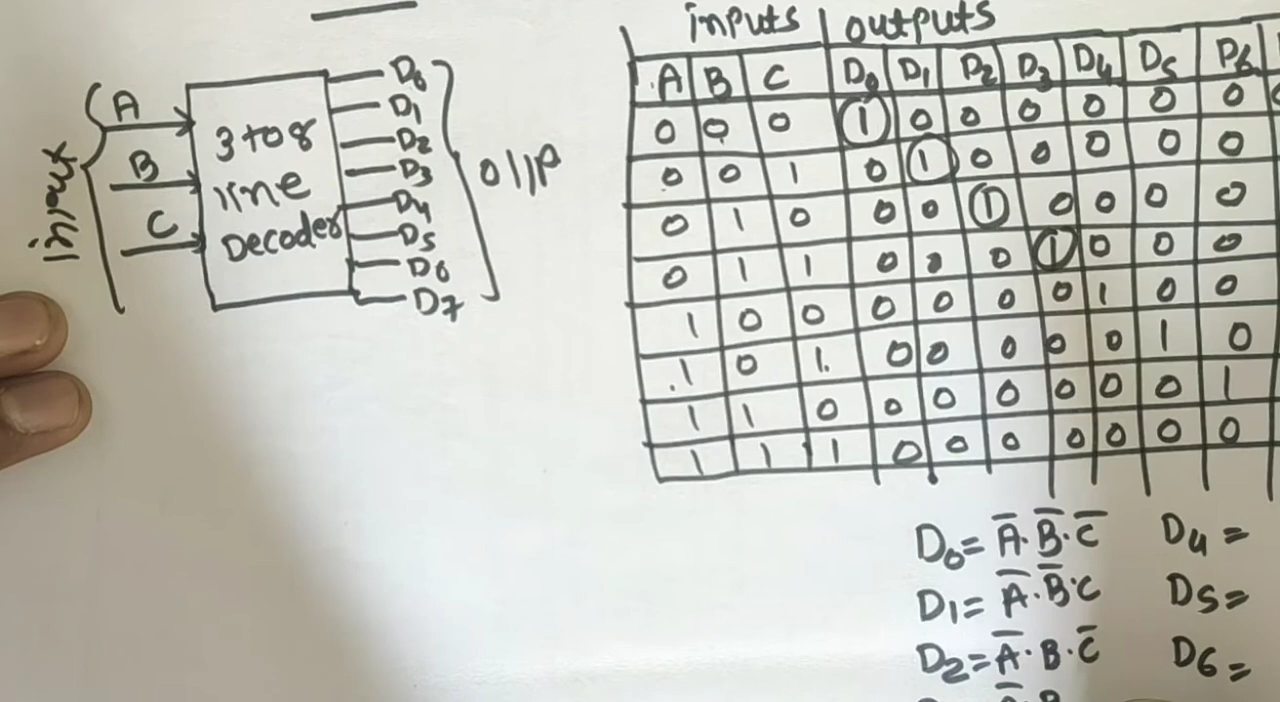 input
A
B
C
3 to 8
line
Decoder
D0
D1
D2
D3
D4
D5
D6
D7
O/P
inputs | outputs
A B C D0 D1 D2 D3 D4 D5 D6
0 0 0 1 0 0 0 0 0 0
0 0 1 0 1 0 0 0 0 0
0 1 0 0 0 1 0 0 0 0
0 1 1 0 0 0 1 0 0 0
1 0 0 0 0 0 0 1 0 0
1 0 1 0 0 0 0 0 1 0
1 1 0 0 0 0 0 0 0 1
1 1 1 0 0 0 0 0 0 0
D0 = A̅·B̅·C̅ D4 =
D1 = A̅·B̅·C D5 =
D2 = A̅·B·C̅ D6 =